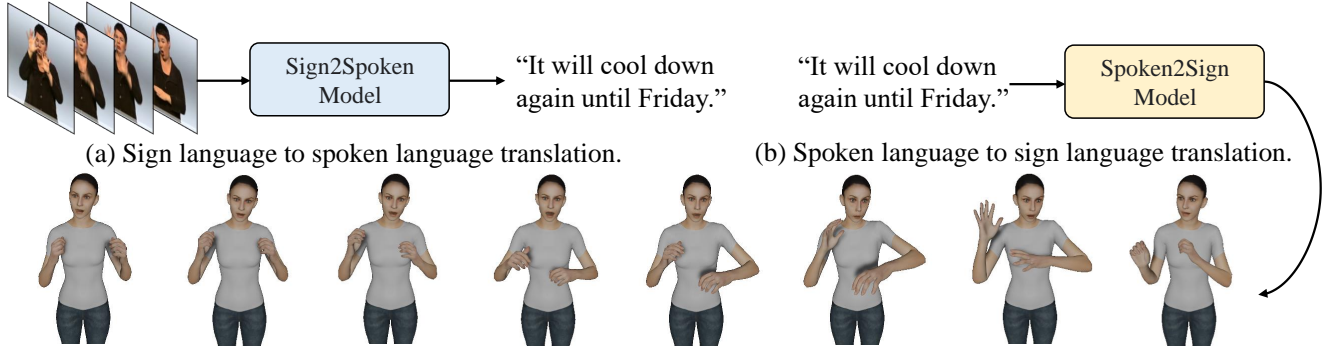 Sign2Spoken
Model
“It will cool down
again until Friday.”
(a) Sign language to spoken language translation.
“It will cool down
again until Friday.”
Spoken2Sign
Model
(b) Spoken language to sign language translation.